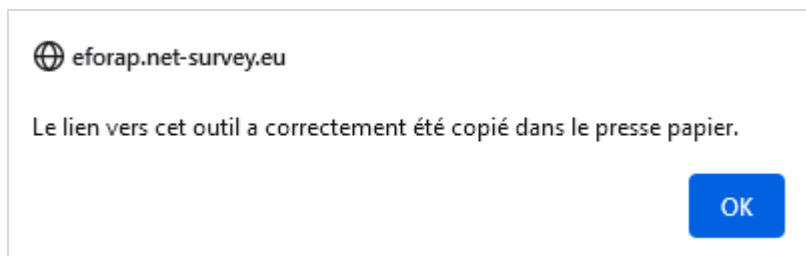 eforap.net-survey.eu
Le lien vers cet outil a correctement été copié dans le presse papier.
OK